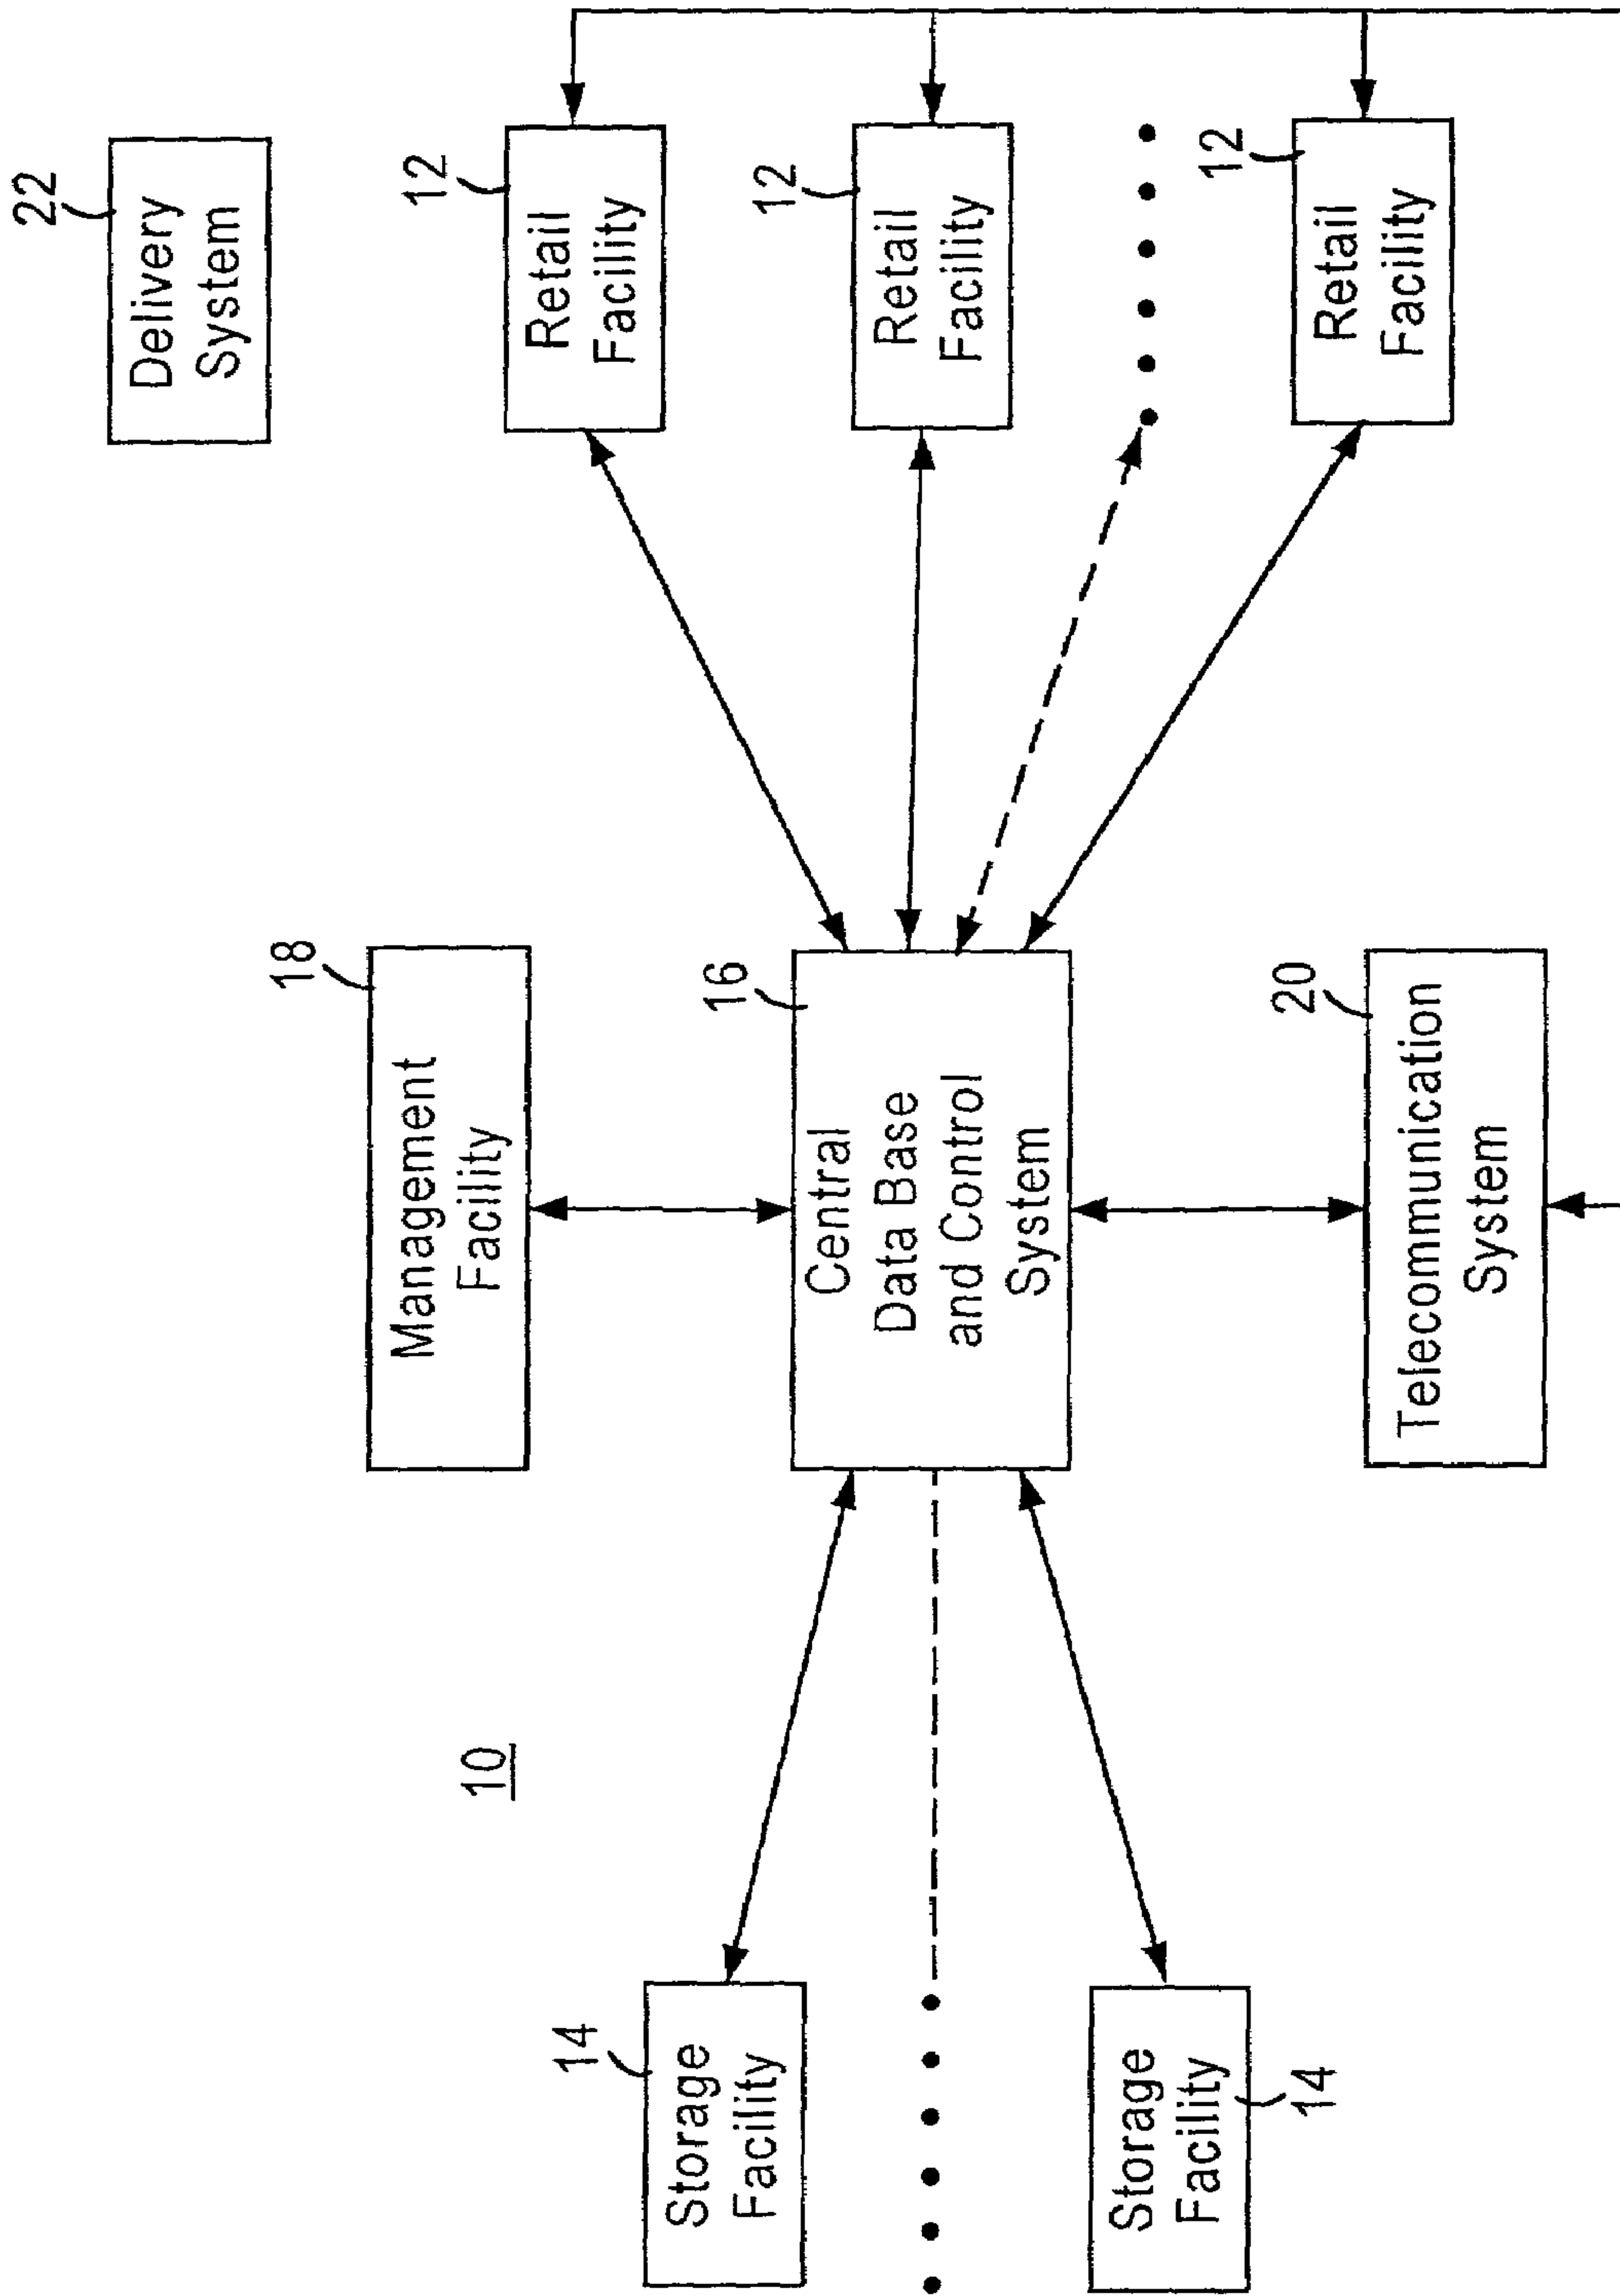 10
14
Storage
Facility
Storage
Facility
14
18
Management
Facility
16
Central
Data Base
and Control
System
20
Telecommunication
System
22
Delivery
System
12
Retail
Facility
12
Retail
Facility
12
Retail
Facility